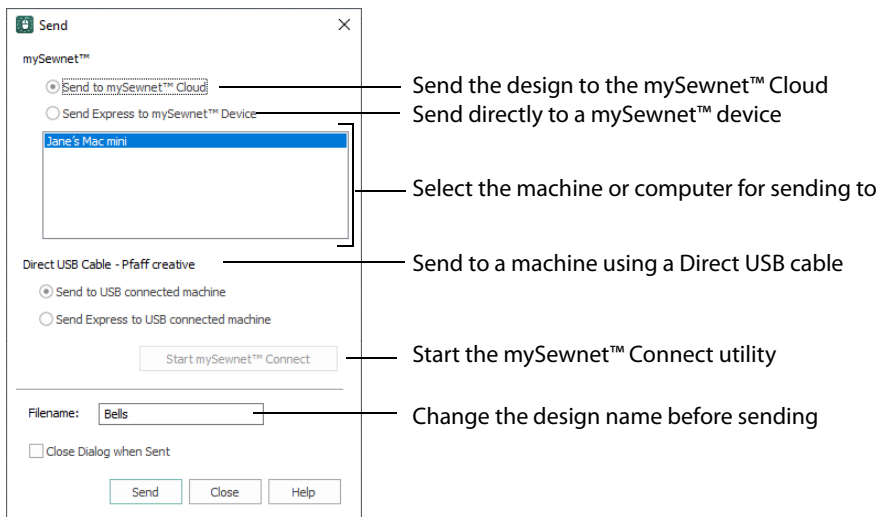 Send
mySewnet™
Send to mySewnet™ Cloud
Send the design to the mySewnet™ Cloud
Send Express to mySewnet™ Device
Send directly to a mySewnet™ device
Jane's Mac mini
Select the machine or computer for sending to
Direct USB Cable - Pfaff creative
Send to a machine using a Direct USB cable
Send to USB connected machine
Send Express to USB connected machine
Start mySewnet™ Connect
Start the mySewnet™ Connect utility
Filename: Bells
Change the design name before sending
Close Dialog when Sent
Send Close Help